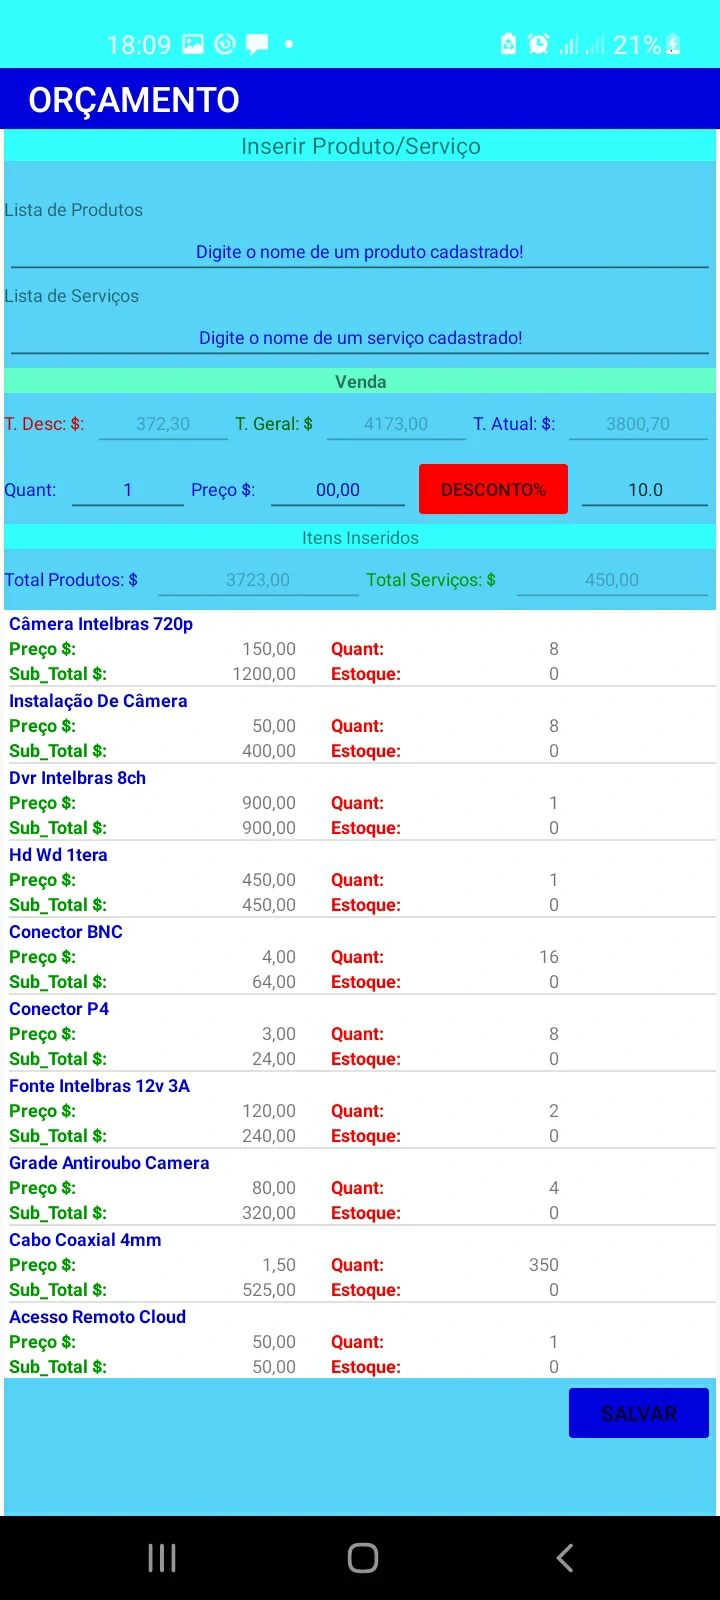 18:09 21%
ORÇAMENTO
Inserir Produto/Serviço
Lista de Produtos
Digite o nome de um produto cadastrado!
Lista de Serviços
Digite o nome de um serviço cadastrado!
Venda
T. Desc: $: 372,30 T. Geral: $ 4173,00 T. Atual: $: 3800,70
Quant: 1 Preço $: 00,00 DESCONTO% 10.0
Itens Inseridos
Total Produtos: $ 3723,00 Total Serviços: $ 450,00
Câmera Intelbras 720p
Preço $: 150,00 Quant: 8
Sub_Total $: 1200,00 Estoque: 0
Instalação De Câmera
Preço $: 50,00 Quant: 8
Sub_Total $: 400,00 Estoque: 0
Dvr Intelbras 8ch
Preço $: 900,00 Quant: 1
Sub_Total $: 900,00 Estoque: 0
Hd Wd 1tera
Preço $: 450,00 Quant: 1
Sub_Total $: 450,00 Estoque: 0
Conector BNC
Preço $: 4,00 Quant: 16
Sub_Total $: 64,00 Estoque: 0
Conector P4
Preço $: 3,00 Quant: 8
Sub_Total $: 24,00 Estoque: 0
Fonte Intelbras 12v 3A
Preço $: 120,00 Quant: 2
Sub_Total $: 240,00 Estoque: 0
Grade Antiroubo Camera
Preço $: 80,00 Quant: 4
Sub_Total $: 320,00 Estoque: 0
Cabo Coaxial 4mm
Preço $: 1,50 Quant: 350
Sub_Total $: 525,00 Estoque: 0
Acesso Remoto Cloud
Preço $: 50,00 Quant: 1
Sub_Total $: 50,00 Estoque: 0
SALVAR